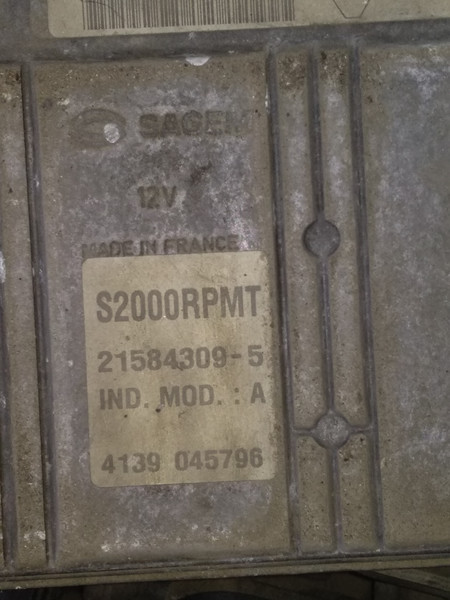 SAGEM
12V
MADE IN FRANCE
S2000RPMT
21584309-5
IND. MOD. : A
4139 045796